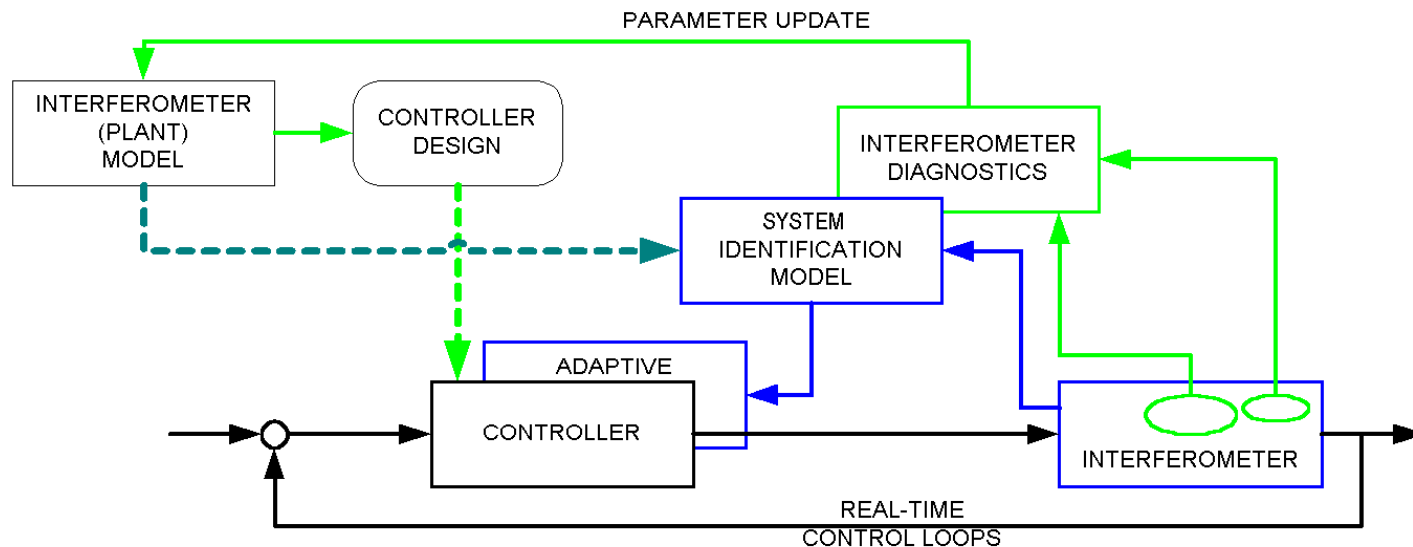 PARAMETER UPDATE
INTERFEROMETER
(PLANT)
MODEL
CONTROLLER
DESIGN
INTERFEROMETER
DIAGNOSTICS
SYSTEM
IDENTIFICATION
MODEL
ADAPTIVE
CONTROLLER
INTERFEROMETER
REAL-TIME
CONTROL LOOPS